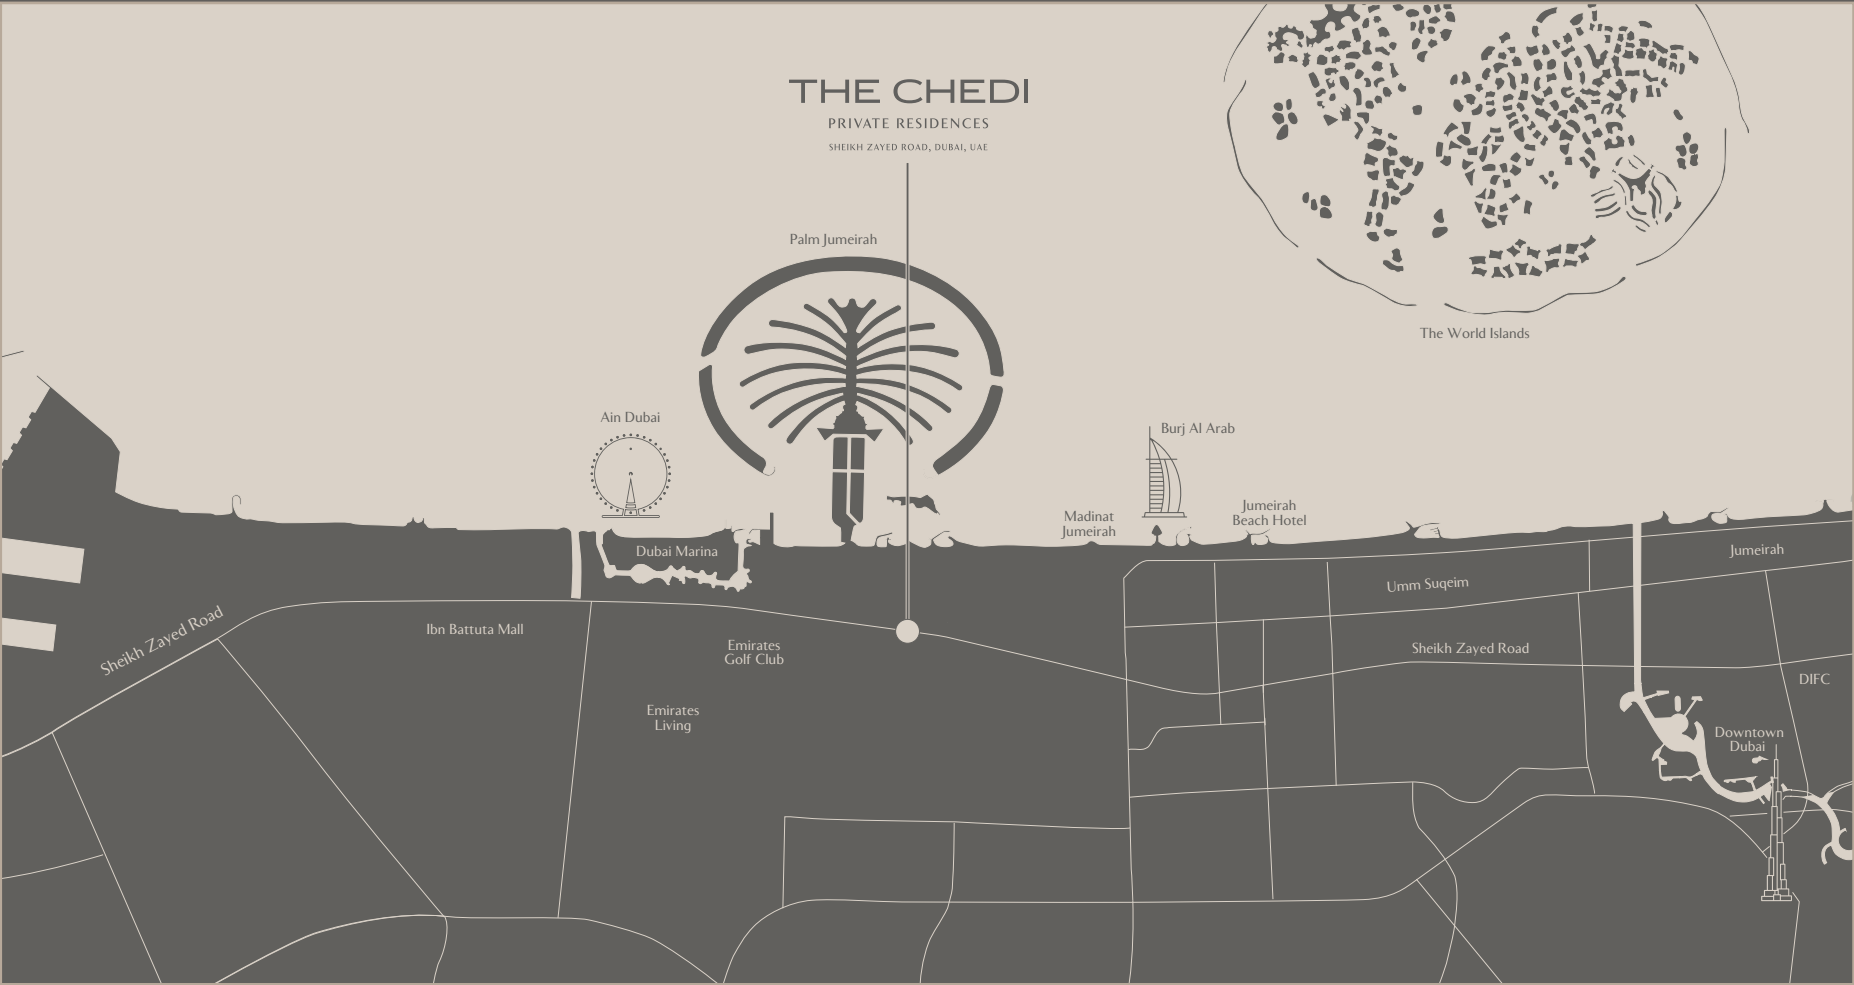 THE CHEDI
PRIVATE RESIDENCES
SHEIKH ZAYED ROAD, DUBAI, UAE
Palm Jumeirah
The World Islands
Ain Dubai
Burj Al Arab
Madinat
Jumeirah
Jumeirah
Beach Hotel
Dubai Marina
Jumeirah
Umm Suqeim
Sheikh Zayed Road
Ibn Battuta Mall
Emirates
Golf Club
Sheikh Zayed Road
DIFC
Emirates
Living
Downtown
Dubai